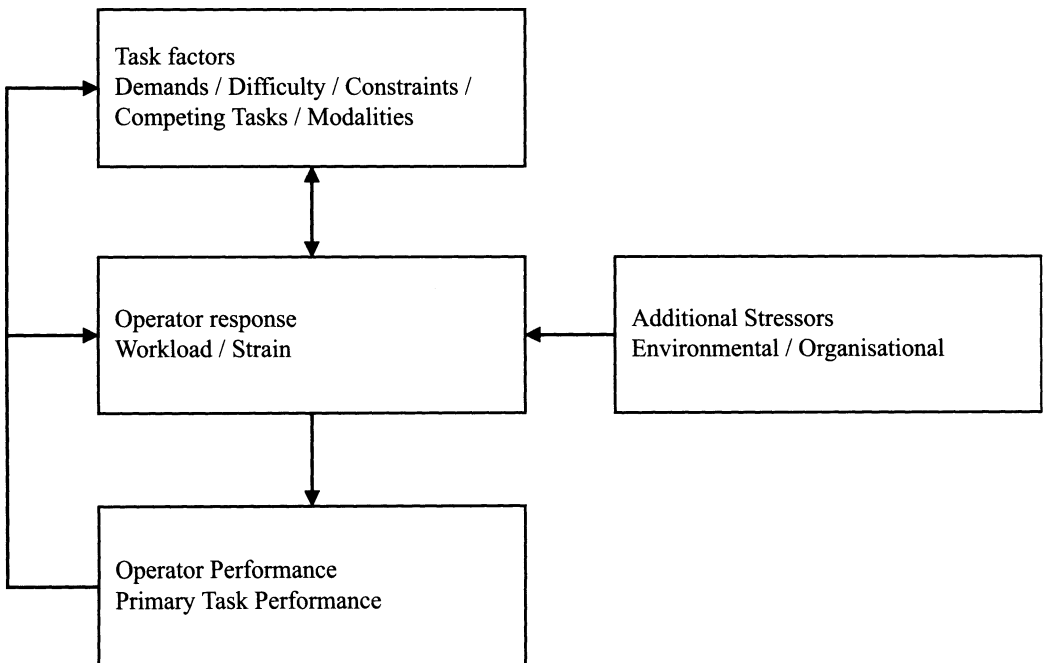 Task factors
Demands / Difficulty / Constraints /
Competing Tasks / Modalities
Operator response
Workload / Strain
Additional Stressors
Environmental / Organisational
Operator Performance
Primary Task Performance